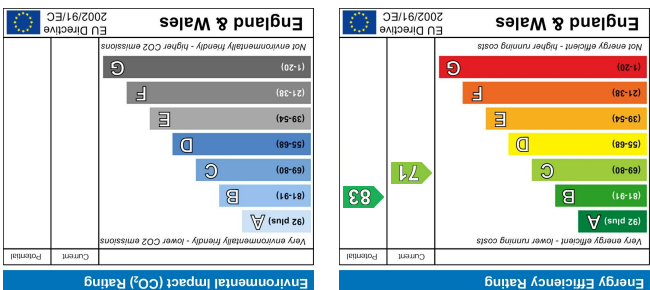 Energy Efficiency Rating
Current
Potential
Very energy efficient - lower running costs
(92 plus) A
(81-91) B
(69-80) C
(55-68) D
(39-54) E
(21-38) F
(1-20) G
71
83
Not energy efficient - higher running costs
England & Wales
EU Directive
2002/91/EC
Environmental Impact (CO₂) Rating
Current
Potential
Very environmentally friendly - lower CO2 emissions
(92 plus) A
(81-91) B
(69-80) C
(55-68) D
(39-54) E
(21-38) F
(1-20) G
Not environmentally friendly - higher CO2 emissions
England & Wales
EU Directive
2002/91/EC